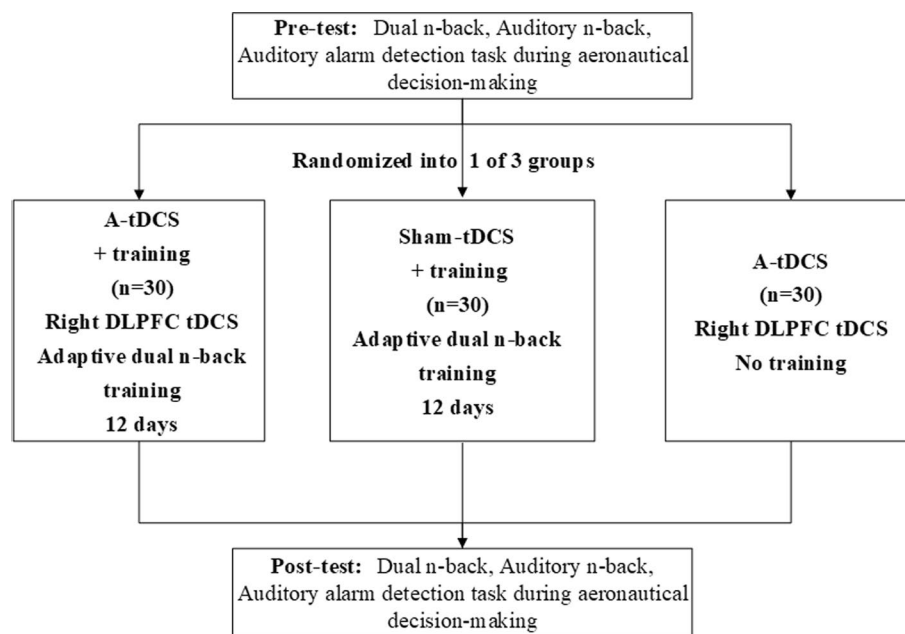 Pre-test: Dual n-back, Auditory n-back,
Auditory alarm detection task during aeronautical
decision-making
Randomized into 1 of 3 groups
A-tDCS
+ training
(n=30)
Right DLPFC tDCS
Adaptive dual n-back
training
12 days
Sham-tDCS
+ training
(n=30)
Adaptive dual n-back
training
12 days
A-tDCS
(n=30)
Right DLPFC tDCS
No training
Post-test: Dual n-back, Auditory n-back,
Auditory alarm detection task during aeronautical
decision-making